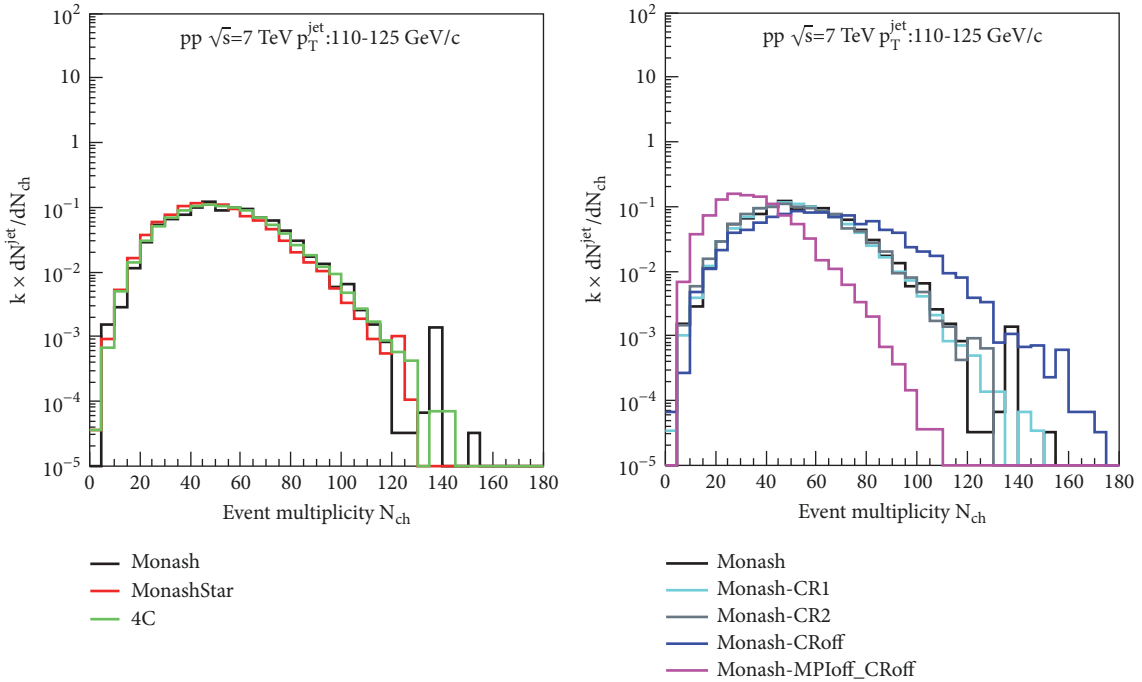 pp √s=7 TeV p_T^jet:110-125 GeV/c
k × dN^jet/dN_ch
10^2
10
1
10^−1
10^−2
10^−3
10^−4
10^−5
0 20 40 60 80 100 120 140 160 180
Event multiplicity N_ch
Monash
MonashStar
4C
pp √s=7 TeV p_T^jet:110-125 GeV/c
k × dN^jet/dN_ch
10^2
10
1
10^−1
10^−2
10^−3
10^−4
10^−5
0 20 40 60 80 100 120 140 160 180
Event multiplicity N_ch
Monash
Monash-CR1
Monash-CR2
Monash-CRoff
Monash-MPIoff_CRoff